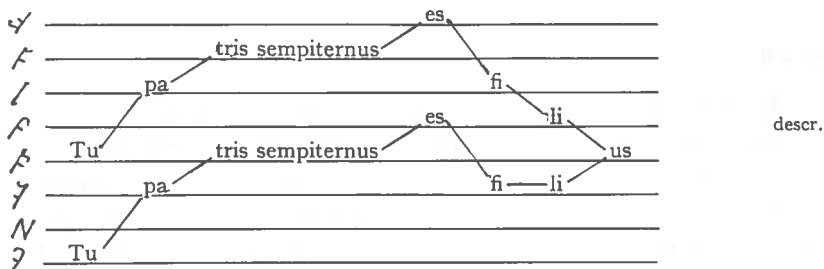 es
tris sempiternus
pa fi
es li descr.
Tu tris sempiternus us
pa fi li
Tu